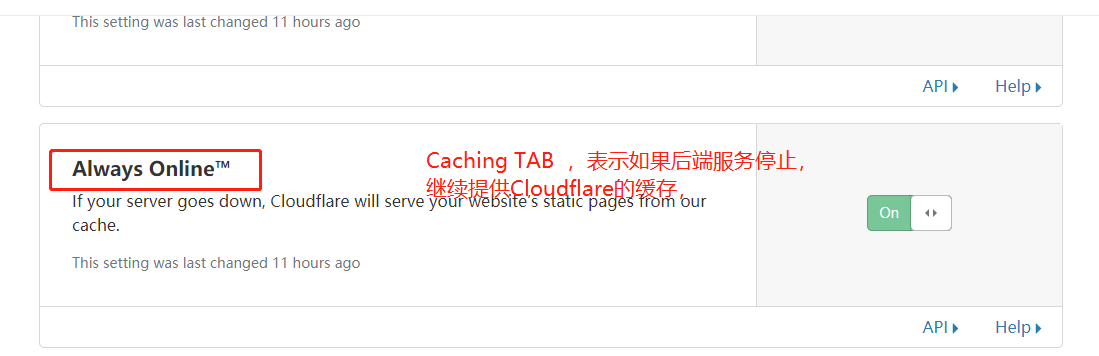 This setting was last changed 11 hours ago
API
Help
Always Online™
Caching TAB ，表示如果后端服务停止，
继续提供Cloudflare的缓存，
If your server goes down, Cloudflare will serve your website's static pages from our
cache.
On
This setting was last changed 11 hours ago
API
Help